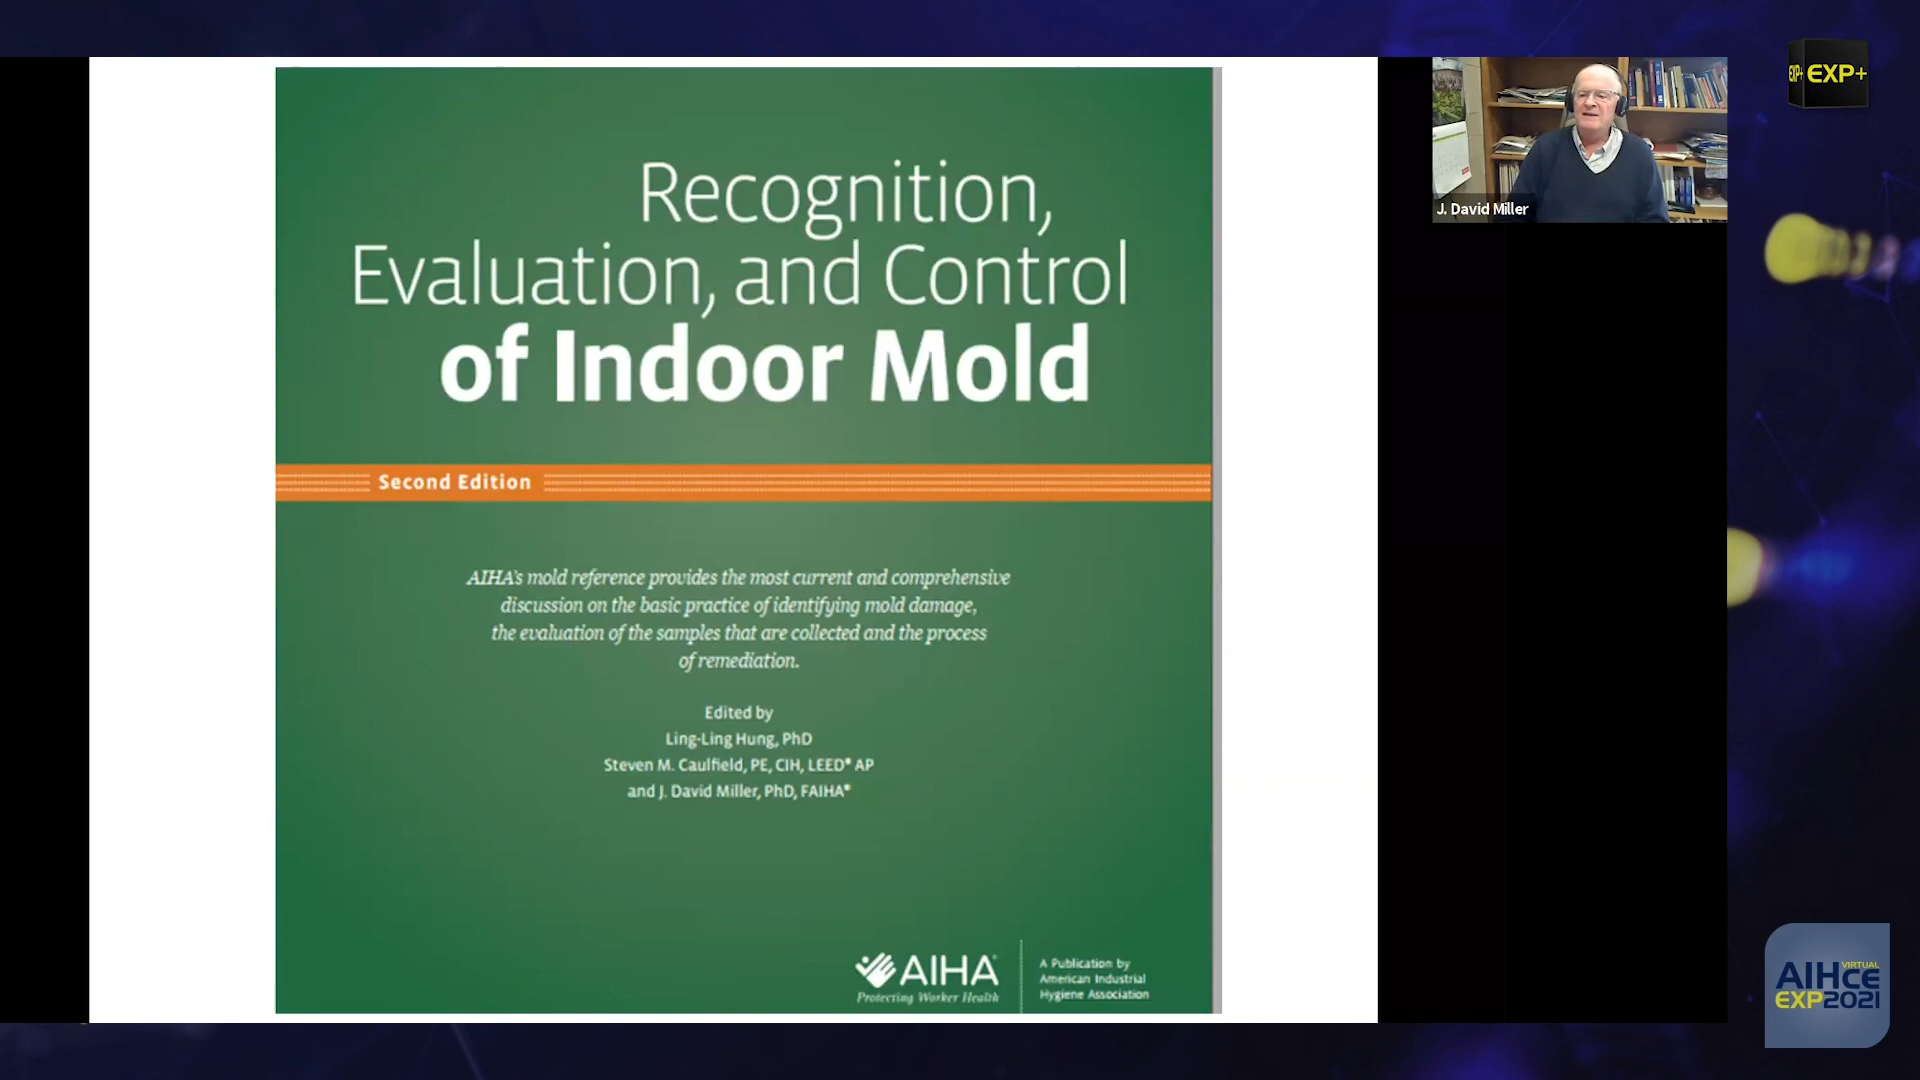 Recognition,
Evaluation, and Control
of Indoor Mold
Second Edition
AIHA's mold reference provides the most current and comprehensive
discussion on the basic practice of identifying mold damage,
the evaluation of the samples that are collected and the process
of remediation.
Edited by
Ling-Ling Hung, PhD
Steven M. Caulfield, PE, CIH, LEED® AP
and J. David Miller, PhD, FAIHA®
AIHA®
Protecting Worker Health
A Publication by
American Industrial
Hygiene Association
J. David Miller
EXP+
EXP+
VIRTUAL
AIHce
EXP2021